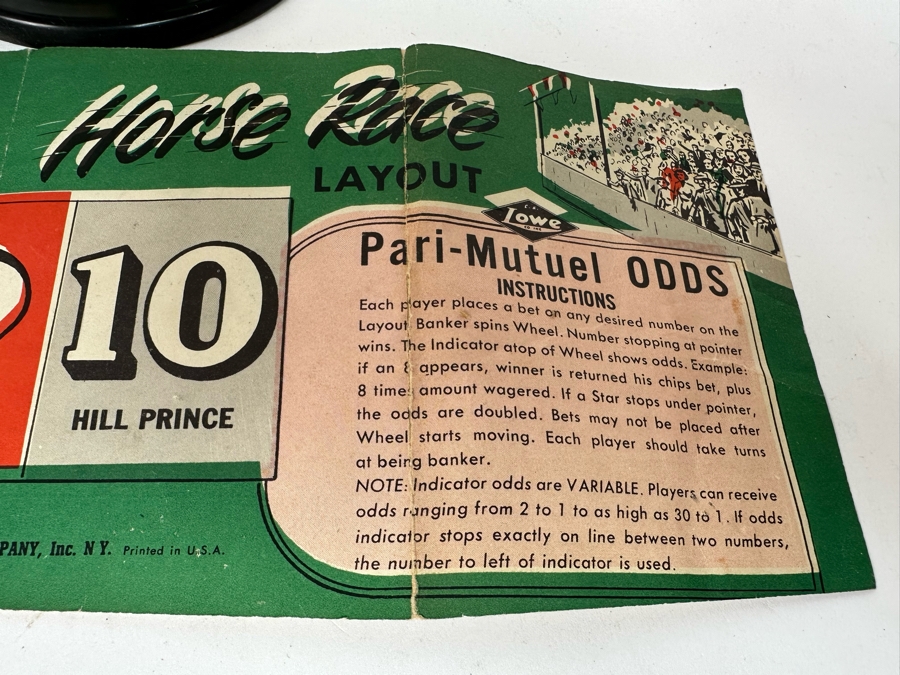 Horse Race
LAYOUT
Lowe
10
HILL PRINCE
Pari-Mutuel ODDS
INSTRUCTIONS
Each player places a bet on any desired number on the
Layout Banker spins Wheel. Number stopping at pointer
wins. The Indicator atop of Wheel shows odds. Example:
if an 8 appears, winner is returned his chips bet, plus
8 times amount wagered. If a Star stops under pointer,
the odds are doubled. Bets may not be placed after
Wheel starts moving. Each player should take turns
at being banker.
NOTE: Indicator odds are VARIABLE. Players can receive
odds ranging from 2 to 1 to as high as 30 to 1. If odds
indicator stops exactly on line between two numbers,
the number to left of indicator is used.
PANY, Inc. N Y. Printed in U.S.A.